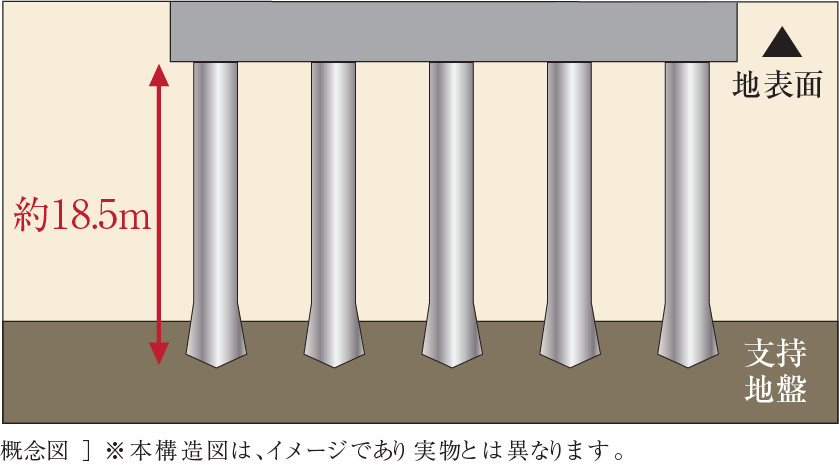 ▲
地表面
約18.5m
支持
地盤
概念図 ] ※本構造図は、イメージであり実物とは異なります。